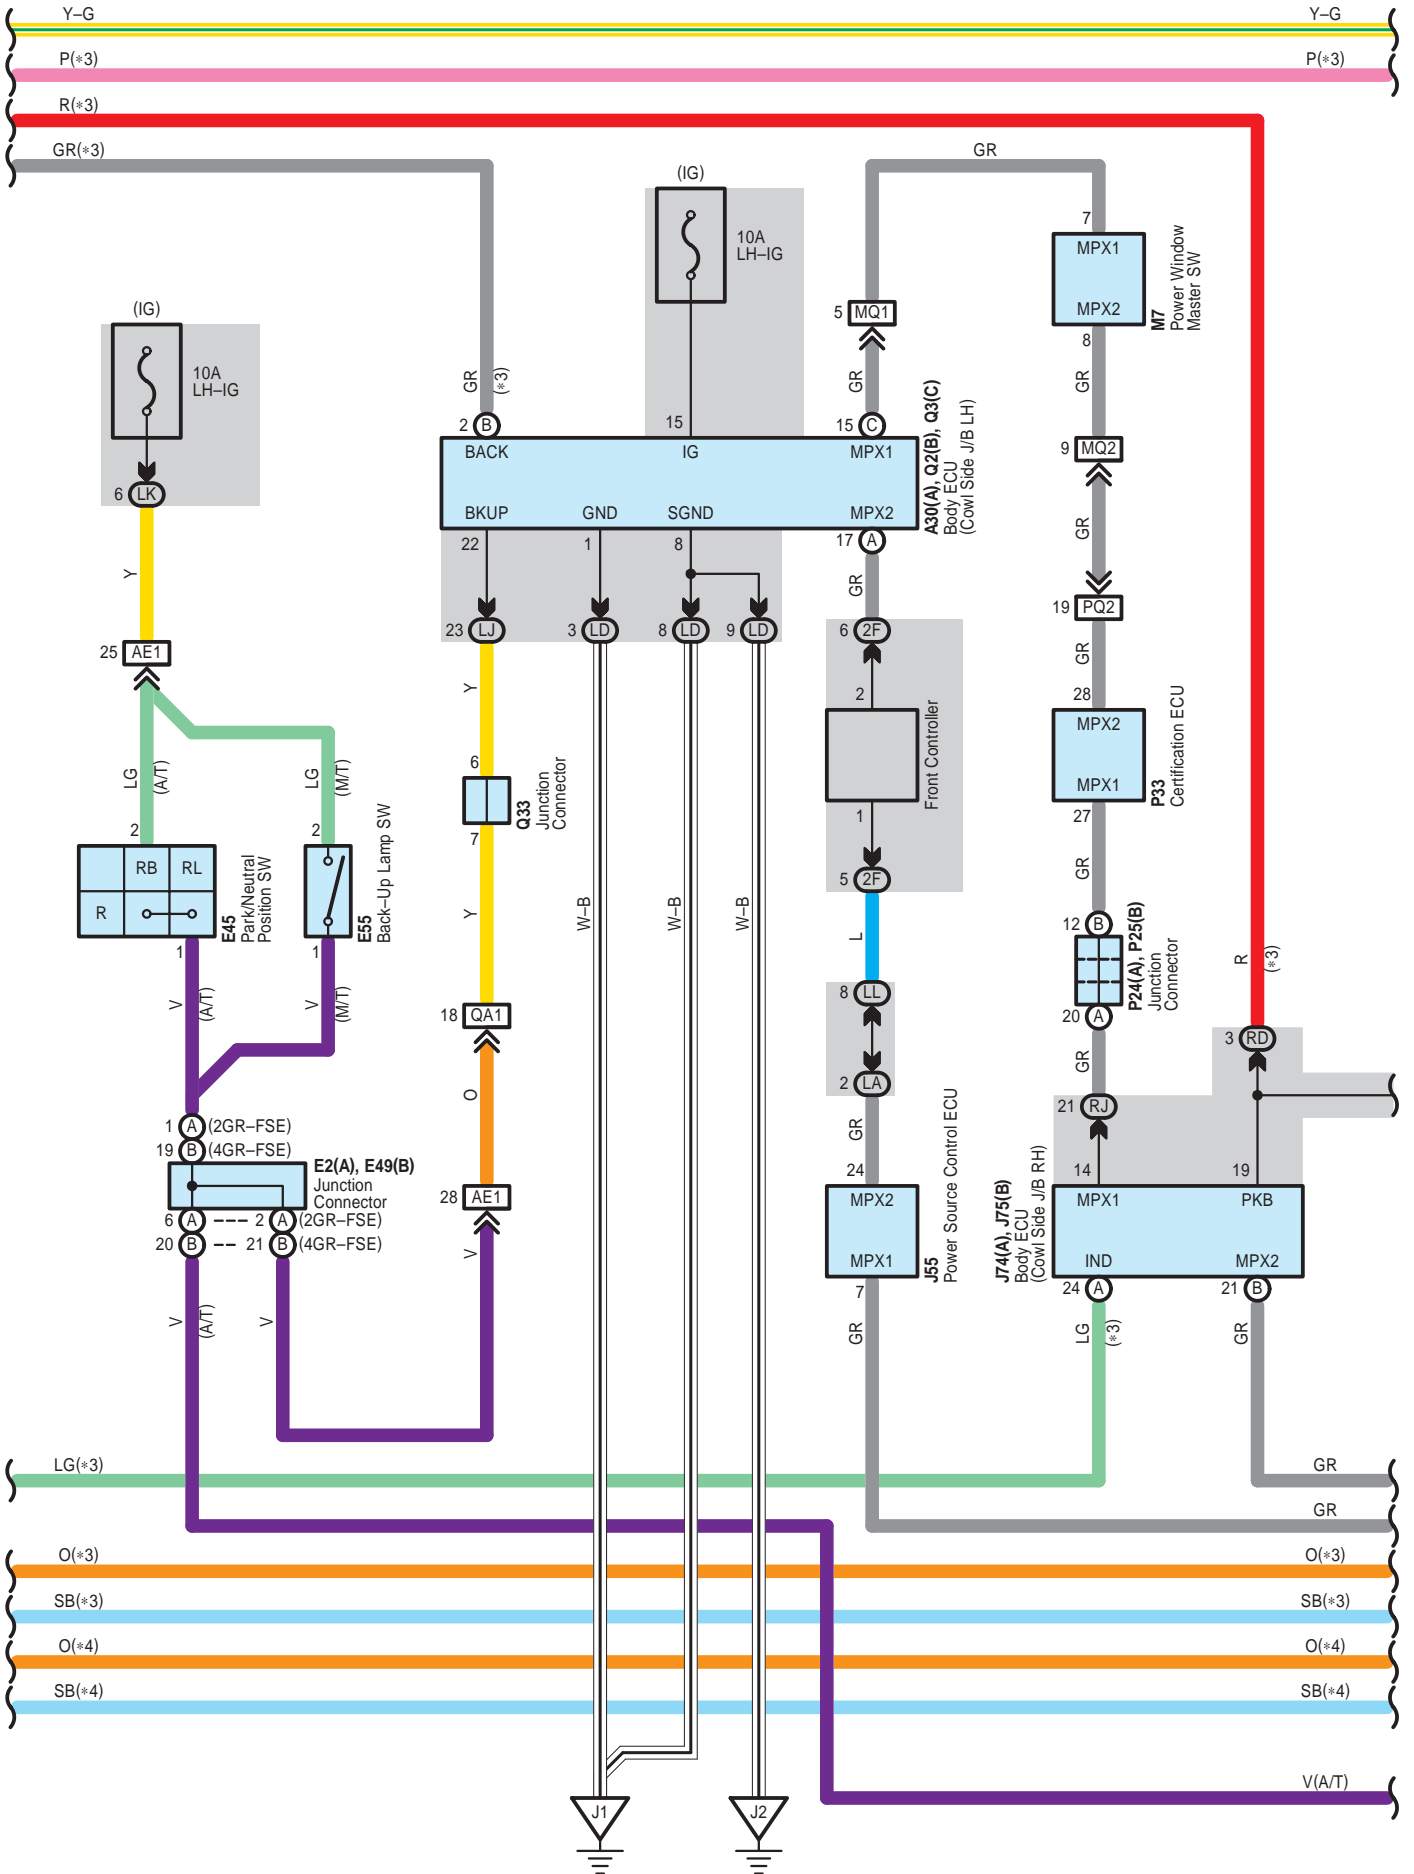 Y–G
Y–G
P(*3)
P(*3)
R(*3)
GR(*3)
GR
(IG)
10A
LH–IG
7
MPX1
MPX2
M7
Power Window
Master SW
8
(IG)
10A
LH–IG
5 MQ1
GR
(*3)
GR
GR
2 B
15
15 C
9 MQ2
6 LK
BACK
IG
MPX1
BKUP
GND
SGND
MPX2
A30(A), Q2(B), Q3(C)
Body ECU
(Cowl Side J/B LH)
22
1
8
17 A
GR
Y
GR
19 PQ2
23 LJ
3 LD
8 LD
9 LD
6 2F
25 AE1
Y
GR
2
28
Front Controller
MPX2
MPX1
P33
Certification ECU
LG
(A/T)
LG
(M/T)
6
Q33
Junction
Connector
7
1
27
2
2
RB
RL
R
E45
Park/Neutral
Position SW
E55
Back–Up Lamp SW
GR
5 2F
1
1
Y
W–B
W–B
W–B
L
12 B
P24(A), P25(B)
Junction
Connector
R
(*3)
V
(A/T)
V
(M/T)
8 LL
18 QA1
20 A
3 RD
GR
2 LA
O
21 RJ
1 A (2GR–FSE)
19 B (4GR–FSE)
GR
E2(A), E49(B)
Junction
Connector
24
14
19
28 AE1
MPX2
MPX1
J55
Power Source Control ECU
J74(A), J75(B)
Body ECU
(Cowl Side J/B RH)
MPX1
PKB
IND
MPX2
6 A
2 A (2GR–FSE)
20 B
21 B (4GR–FSE)
V
7
24 A
21 B
V
(A/T)
V
GR
LG
(*3)
GR
LG(*3)
GR
GR
O(*3)
O(*3)
SB(*3)
SB(*3)
O(*4)
O(*4)
SB(*4)
SB(*4)
V(A/T)
J1
J2